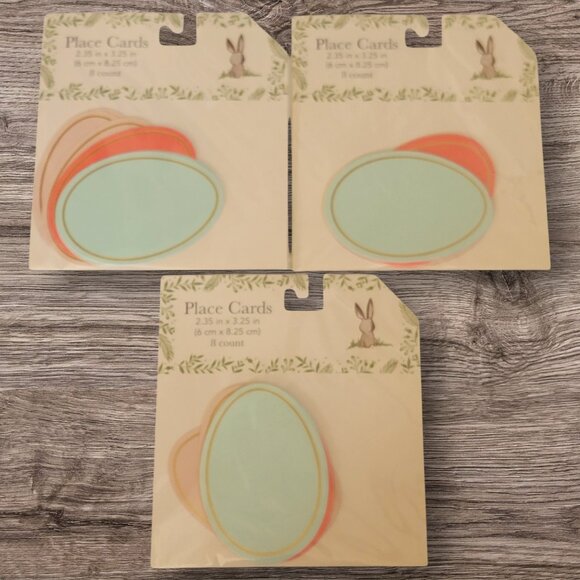 Place Cards
2.35 in x 3.25 in
(6 cm x 8.25 cm)
8 count
Place Cards
2.35 in x 3.25 in
(6 cm x 8.25 cm)
8 count
Place Cards
2.35 in x 3.25 in
(6 cm x 8.25 cm)
8 count